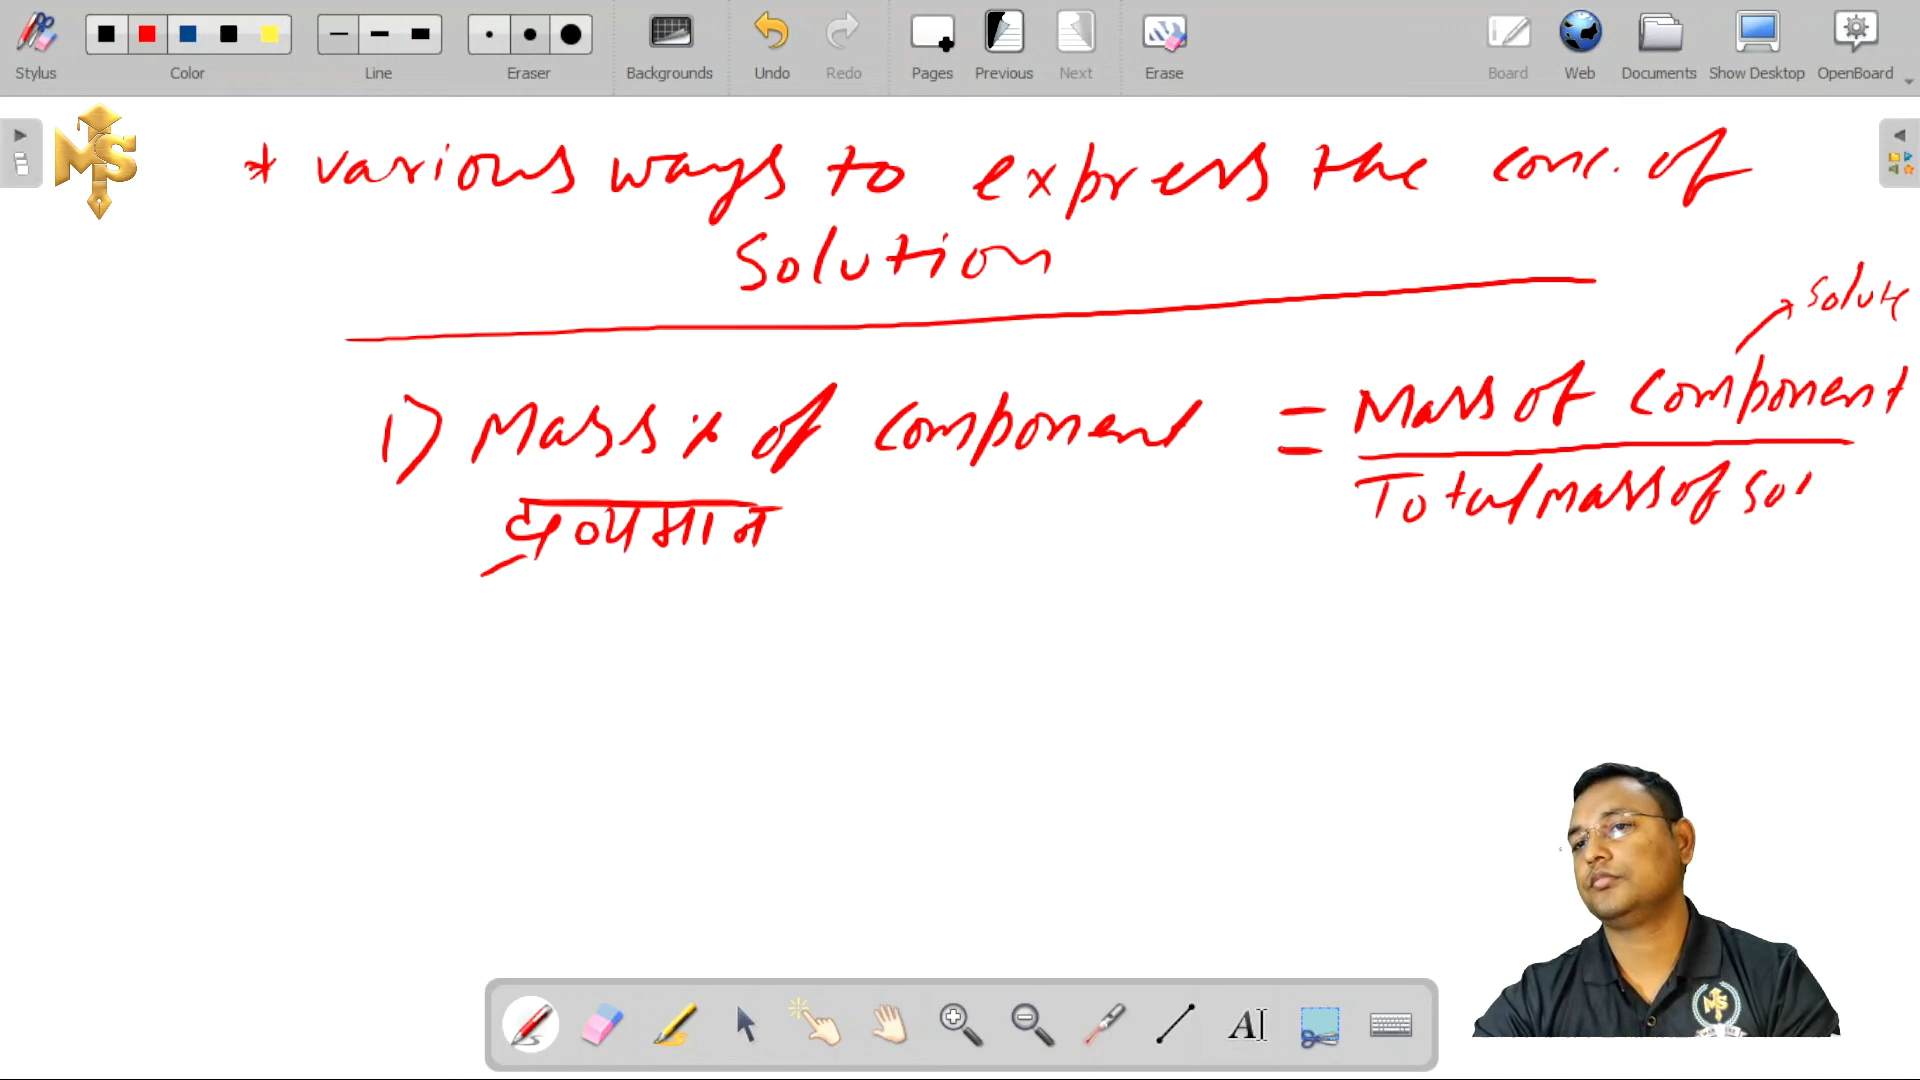 Stylus Color Line Eraser Backgrounds Undo Redo Pages Previous Next Erase Board Web Documents Show Desktop OpenBoard
MS
* various ways to express the conc. of
solution
solute
1) Mass % of component = Mass of component
Total mass of sol
द्रव्यमान